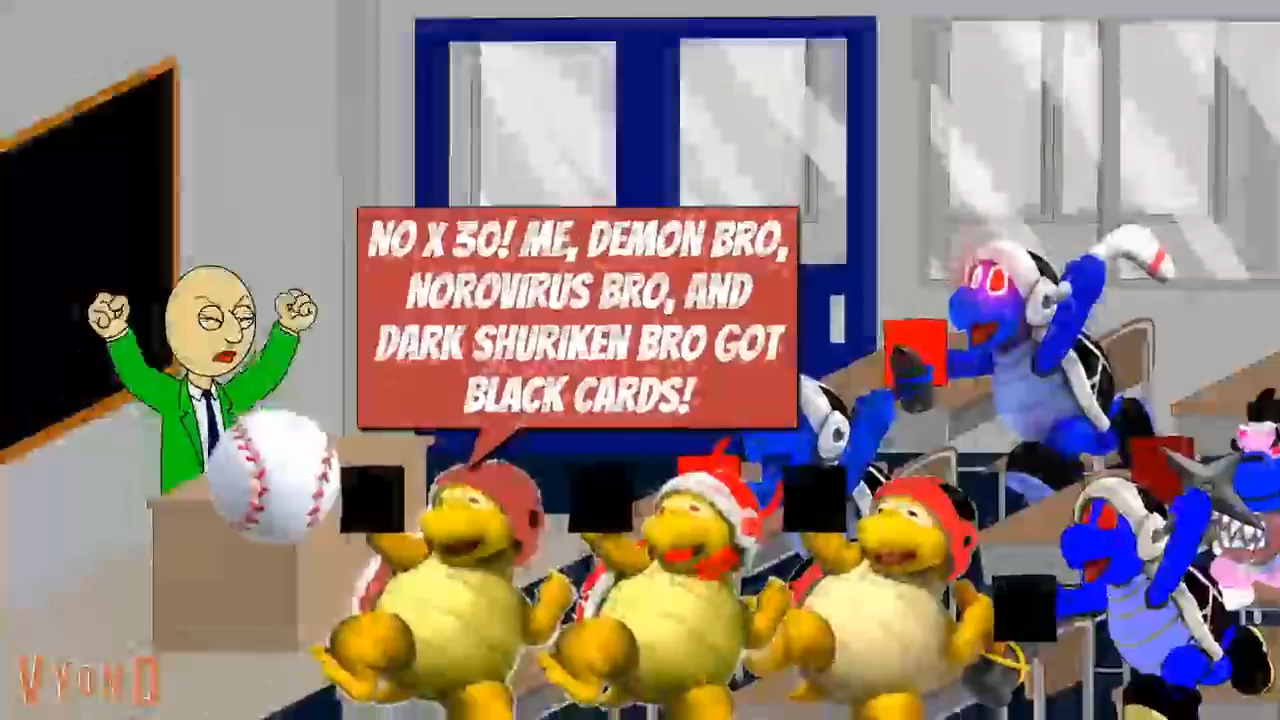 NO X 30! ME, DEMON BRO,
NOROVIRUS BRO, AND
DARK SHURIKEN BRO GOT
BLACK CARDS!
VYOND